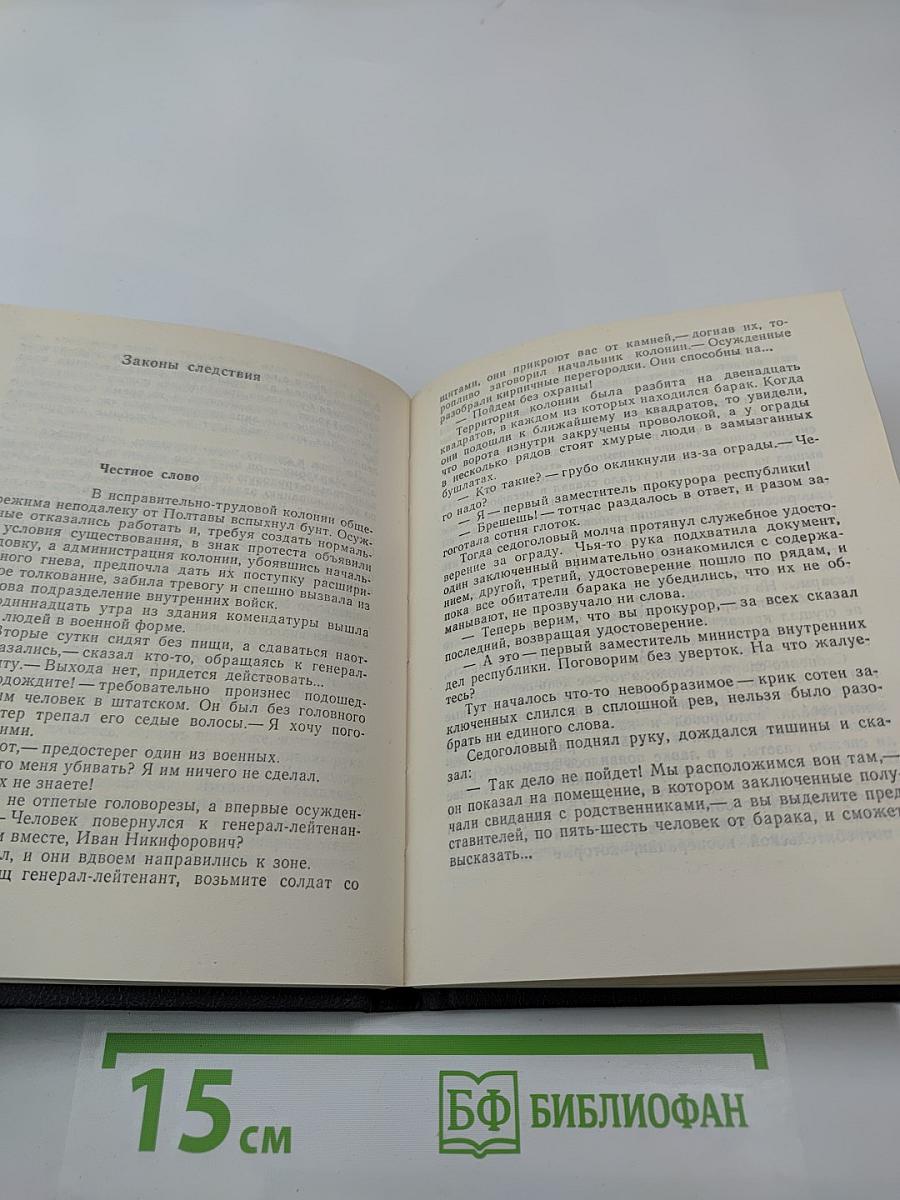 Законы следствия
Честное слово
В исправительно-трудовой колонии обще-
режима неподалеку от Полтавы вспыхнул бунт. Осуж-
ные отказались работать и, требуя создать нормаль-
условия существования, в знак протеста объявили
довку, а администрация колонии, убоявшись началь-
ного гнева, предпочла дать их поступку расшири-
ое толкование, забила тревогу и спешно вызвала из
ова подразделение внутренних войск.
одиннадцать утра из здания комендатуры вышла
людей в военной форме.
Вторые сутки сидят без пищи, а сдаваться наот-
казались,— сказал кто-то, обращаясь к генерал-
нту.— Выхода нет, придется действовать...
одождите! — требовательно произнес подошед-
им человек в штатском. Он был без головного
тер трепал его седые волосы.— Я хочу пого-
ими.
от,— предостерег один из военных.
го меня убивать? Я им ничего не сделал.
х не знаете!
не отпетые головорезы, а впервые осужден-
— Человек повернулся к генерал-лейтенан-
м вместе, Иван Никифорович?
л, и они вдвоем направились к зоне.
щ генерал-лейтенант, возьмите солдат со
щитами, они прикроют вас от камней,— догнав их, то-
ропливо заговорил начальник колонии.— Осужденные
разобрали кирпичные перегородки. Они способны на...
— Пойдем без охраны!
Территория колонии была разбита на двенадцать
квадратов, в каждом из которых находился барак. Когда
они подошли к ближайшему из квадратов, то увидели,
что ворота изнутри закручены проволокой, а у ограды
в несколько рядов стоят хмурые люди в замызганных
бушлатах.
— Кто такие? — грубо окликнули из-за ограды.— Че-
го надо?
— Я — первый заместитель прокурора республики!
— Брешешь! — тотчас раздалось в ответ, и разом за-
гоготала сотня глоток.
Тогда седоголовый молча протянул служебное удосто-
верение за ограду. Чья-то рука подхватила документ,
один заключенный внимательно ознакомился с содержа-
нием, другой, третий, удостоверение пошло по рядам, и
пока все обитатели барака не убедились, что их не об-
манывают, не прозвучало ни слова.
— Теперь верим, что вы прокурор,— за всех сказал
последний, возвращая удостоверение.
— А это — первый заместитель министра внутренних
дел республики. Поговорим без уверток. На что жалуе-
тесь?
Тут началось что-то невообразимое — крик сотен за-
ключенных слился в сплошной рев, нельзя было разо-
брать ни единого слова.
Седоголовый поднял руку, дождался тишины и ска-
зал:
— Так дело не пойдет! Мы расположимся вон там,—
он показал на помещение, в котором заключенные полу-
чали свидания с родственниками,— а вы выделите пред
ставителей, по пять-шесть человек от барака, и сможет
высказать...
15 см
БФ БИБЛИОФАН